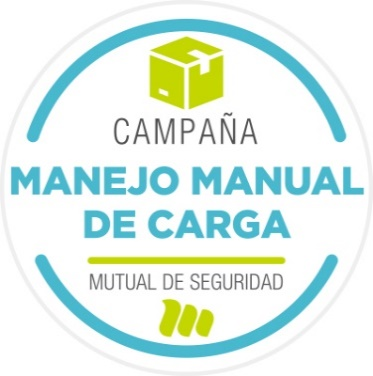 CAMPAÑA
MANEJO MANUAL
DE CARGA
MUTUAL DE SEGURIDAD